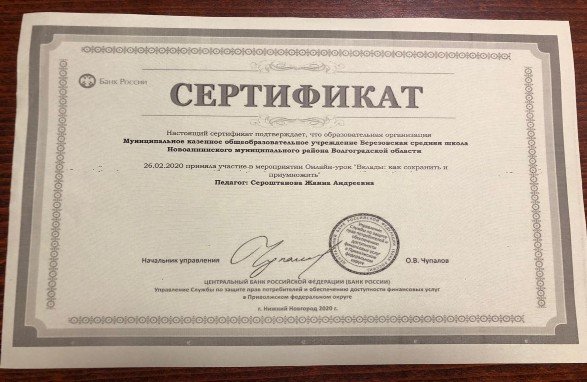 Банк России
СЕРТИФИКАТ
Настоящий сертификат подтверждает, что образовательная организация
Муниципальное казенное общеобразовательное учреждение Березовская средняя школа
Новоаннинского муниципального района Волгоградской области
26.02.2020 приняла участие в мероприятии Онлайн-урок "Вклады: как сохранить и
приумножить"
Педагог: Сероштанова Жанна Андреевна
Начальник управления
О.В. Чупалов
ЦЕНТРАЛЬНЫЙ БАНК РОССИЙСКОЙ ФЕДЕРАЦИИ (БАНК РОССИИ)
Управление Службы по защите прав потребителей и обеспечению доступности финансовых услуг
в Приволжском федеральном округе
г. Нижний Новгород 2020 г.